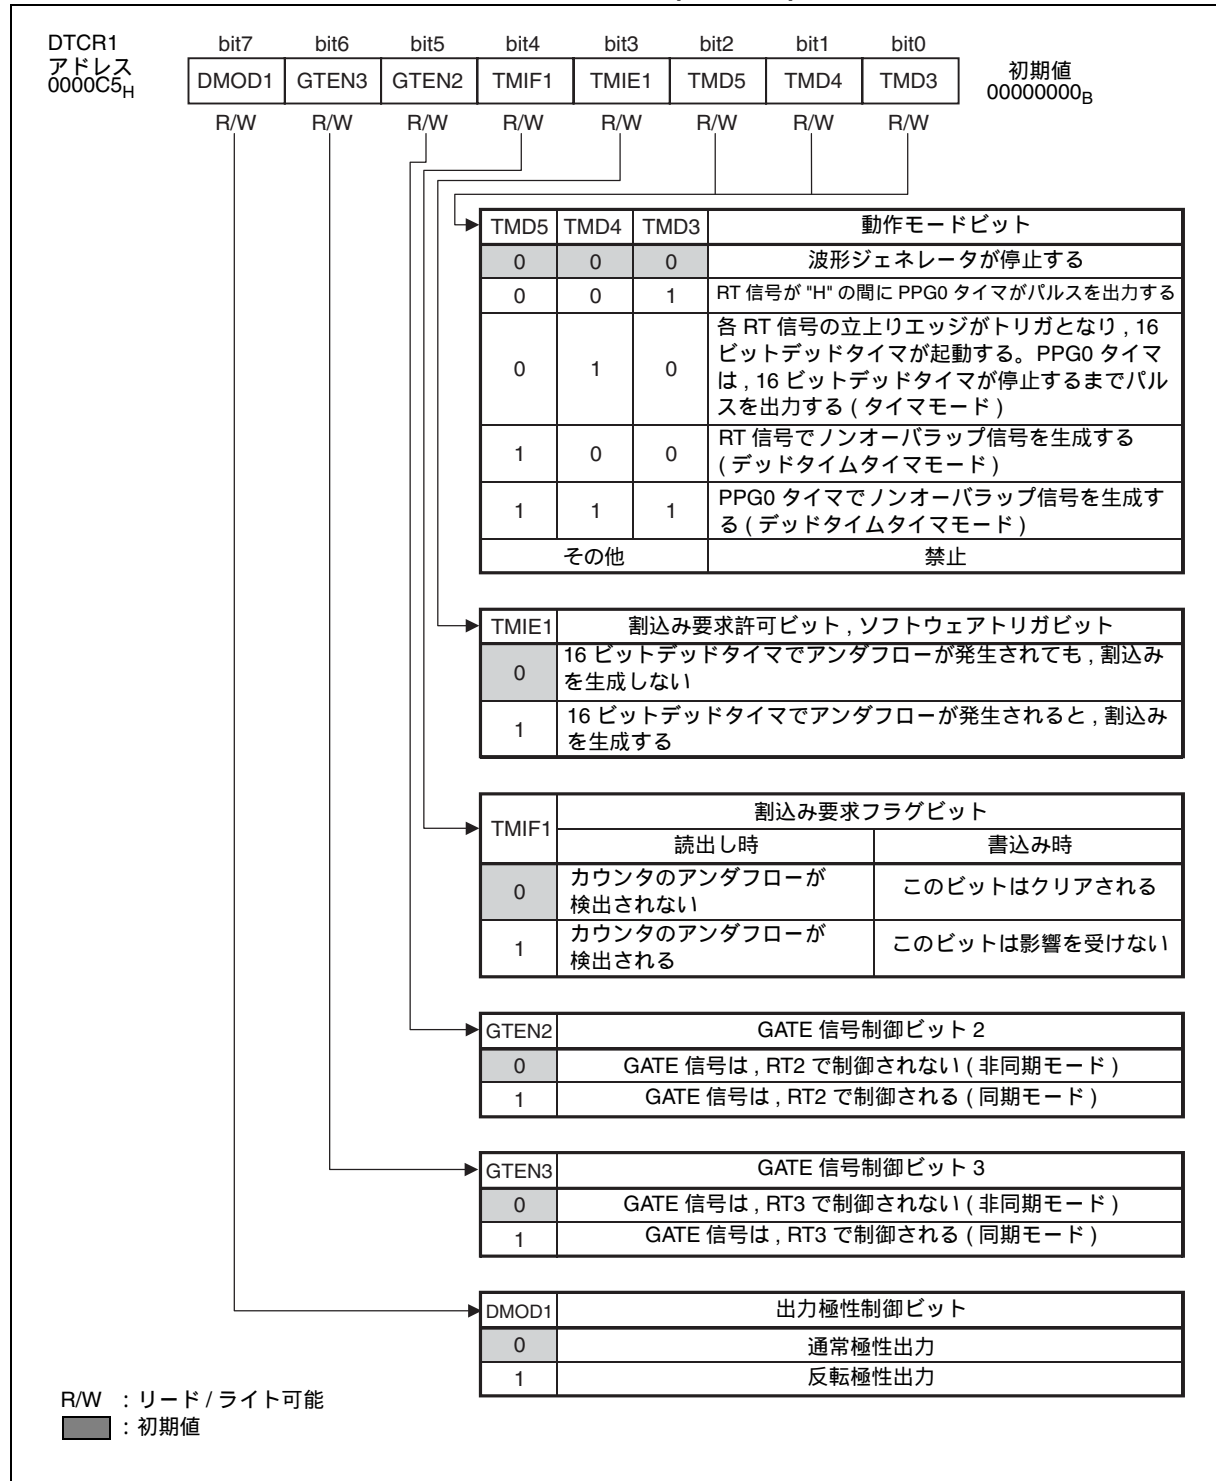 DTCR1 bit7 bit6 bit5 bit4 bit3 bit2 bit1 bit0
アドレス
0000C5H DMOD1 GTEN3 GTEN2 TMIF1 TMIE1 TMD5 TMD4 TMD3 初期値
00000000B
R/W R/W R/W R/W R/W R/W R/W R/W
TMD5 TMD4 TMD3 動作モードビット
0 0 0 波形ジェネレータが停止する
0 0 1 RT 信号が "H" の間に PPG0 タイマがパルスを出力する
0 1 0 各 RT 信号の立上りエッジがトリガとなり , 16
ビットデッドタイマが起動する。PPG0 タイマ
は , 16 ビットデッドタイマが停止するまでパル
スを出力する ( タイマモード )
1 0 0 RT 信号でノンオーバラップ信号を生成する
( デッドタイムタイマモード )
1 1 1 PPG0 タイマでノンオーバラップ信号を生成す
る ( デッドタイムタイマモード )
その他 禁止
TMIE1 割込み要求許可ビット , ソフトウェアトリガビット
0 16 ビットデッドタイマでアンダフローが発生されても , 割込み
を生成しない
1 16 ビットデッドタイマでアンダフローが発生されると , 割込み
を生成する
TMIF1 割込み要求フラグビット
読出し時 書込み時
0 カウンタのアンダフローが
検出されない このビットはクリアされる
1 カウンタのアンダフローが
検出される このビットは影響を受けない
GTEN2 GATE 信号制御ビット 2
0 GATE 信号は , RT2 で制御されない ( 非同期モード )
1 GATE 信号は , RT2 で制御される ( 同期モード )
GTEN3 GATE 信号制御ビット 3
0 GATE 信号は , RT3 で制御されない ( 非同期モード )
1 GATE 信号は , RT3 で制御される ( 同期モード )
DMOD1 出力極性制御ビット
0 通常極性出力
1 反転極性出力
R/W : リード / ライト可能
: 初期値